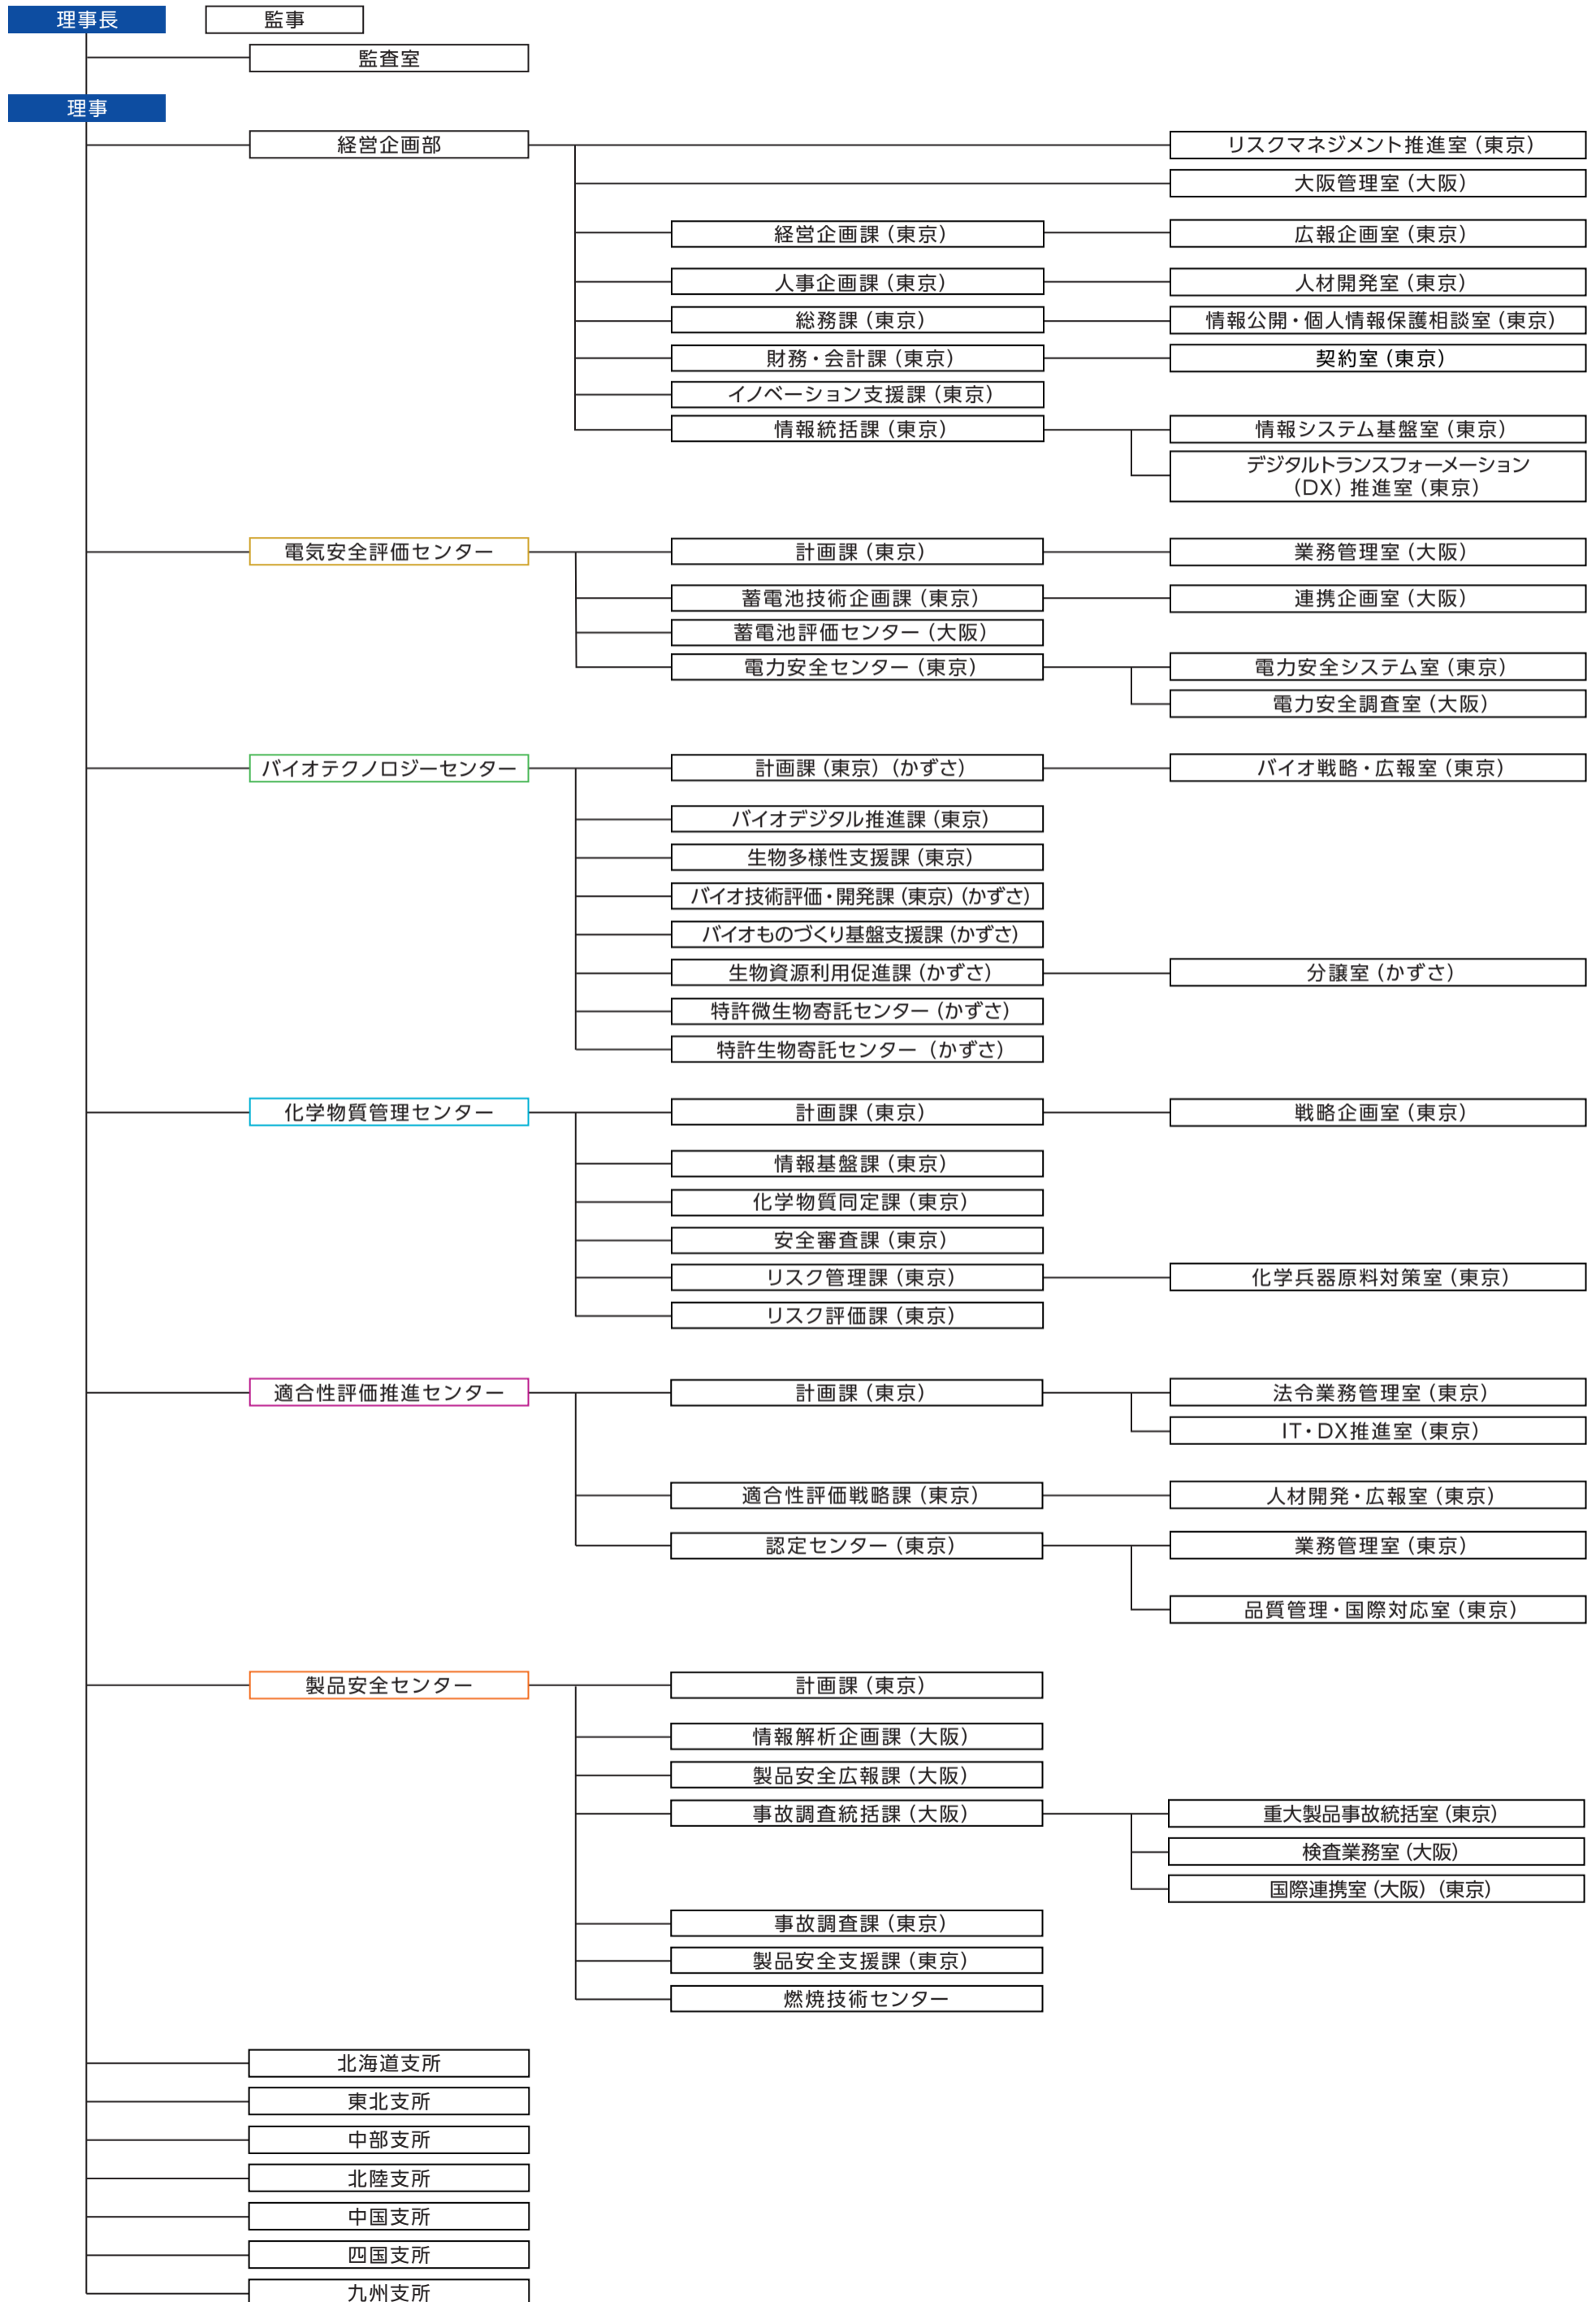 理事長
監事
監査室
理事
経営企画部
リスクマネジメント推進室（東京）
大阪管理室（大阪）
経営企画課（東京）
広報企画室（東京）
人事企画課（東京）
人材開発室（東京）
総務課（東京）
情報公開・個人情報保護相談室（東京）
財務・会計課（東京）
契約室（東京）
イノベーション支援課（東京）
情報統括課（東京）
情報システム基盤室（東京）
デジタルトランスフォーメーション
（DX）推進室（東京）
電気安全評価センター
計画課（東京）
業務管理室（大阪）
蓄電池技術企画課（東京）
連携企画室（大阪）
蓄電池評価センター（大阪）
電力安全センター（東京）
電力安全システム室（東京）
電力安全調査室（大阪）
バイオテクノロジーセンター
計画課（東京）（かずさ）
バイオ戦略・広報室（東京）
バイオデジタル推進課（東京）
生物多様性支援課（東京）
バイオ技術評価・開発課（東京）（かずさ）
バイオものづくり基盤支援課（かずさ）
生物資源利用促進課（かずさ）
分譲室（かずさ）
特許微生物寄託センター（かずさ）
特許生物寄託センター（かずさ）
化学物質管理センター
計画課（東京）
戦略企画室（東京）
情報基盤課（東京）
化学物質同定課（東京）
安全審査課（東京）
リスク管理課（東京）
化学兵器原料対策室（東京）
リスク評価課（東京）
適合性評価推進センター
計画課（東京）
法令業務管理室（東京）
IT・DX推進室（東京）
適合性評価戦略課（東京）
人材開発・広報室（東京）
認定センター（東京）
業務管理室（東京）
品質管理・国際対応室（東京）
製品安全センター
計画課（東京）
情報解析企画課（大阪）
製品安全広報課（大阪）
事故調査統括課（大阪）
重大製品事故統括室（東京）
検査業務室（大阪）
国際連携室（大阪）（東京）
事故調査課（東京）
製品安全支援課（東京）
燃焼技術センター
北海道支所
東北支所
中部支所
北陸支所
中国支所
四国支所
九州支所